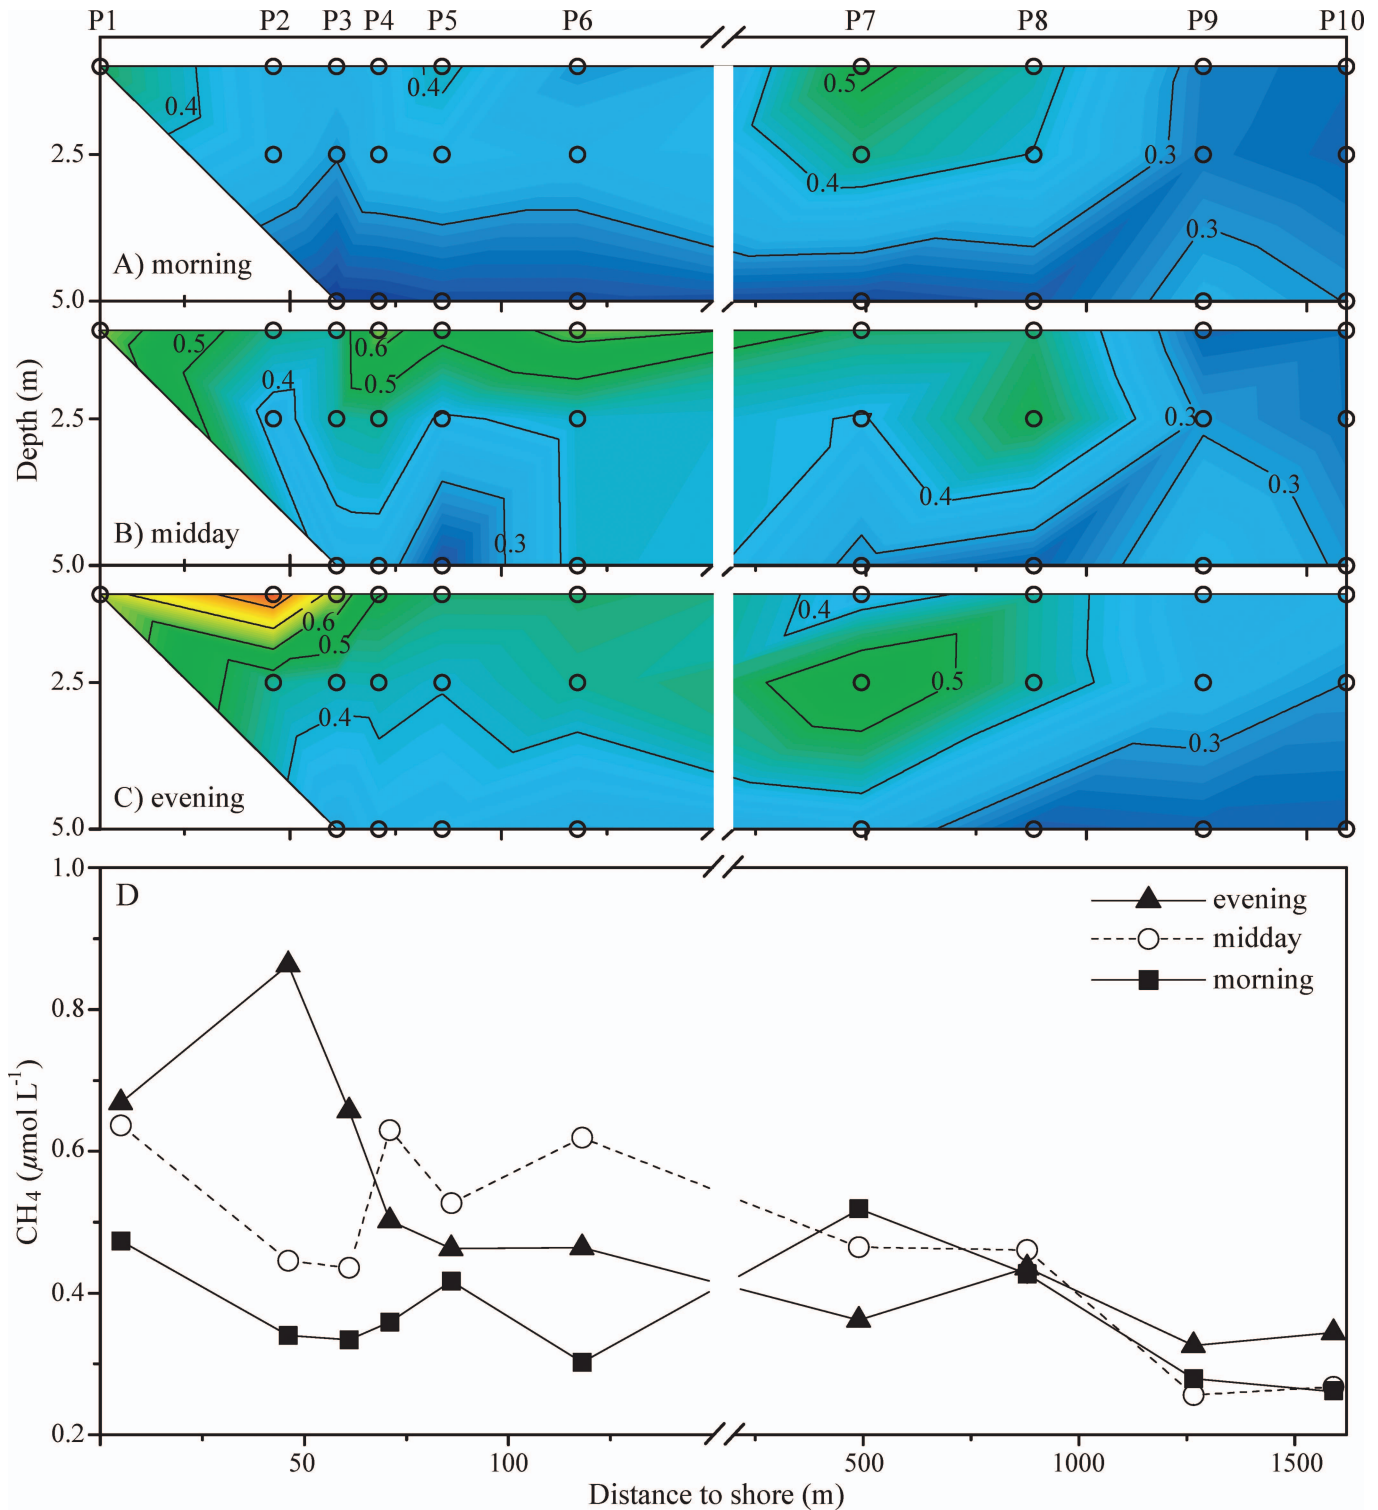 P1 P2 P3 P4 P5 P6 P7 P8 P9 P10
0.4 0.4 0.5
2.5 0.4 0.3
0.3
A) morning
5.0
0.5 0.6
0.4 0.5
Depth (m)
2.5 0.3
0.4 0.3
B) midday 0.3
5.0
0.6 0.4
0.5
2.5 0.5
0.4 0.3
C) evening
5.0
1.0
D
evening
midday
morning
0.8
0.6
CH4 (μmol L-1)
0.4
0.2
50 100 500 1000 1500
Distance to shore (m)